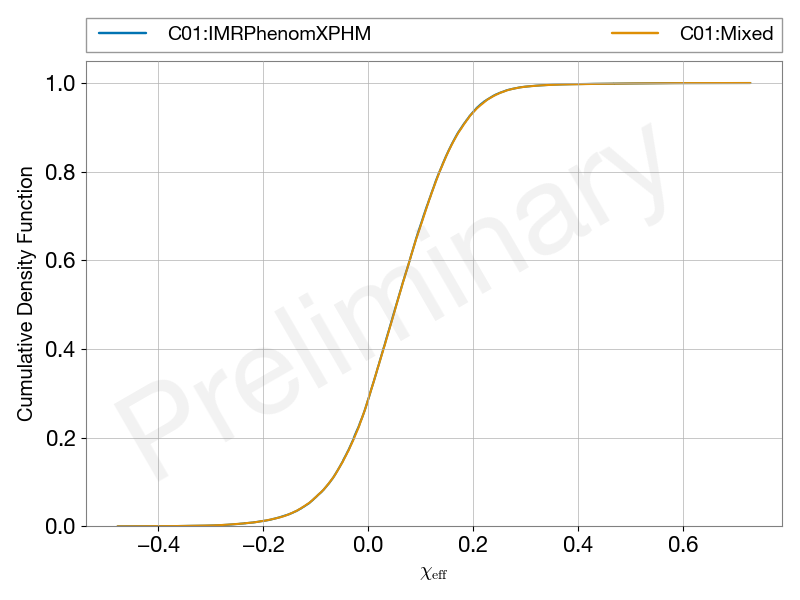 C01:IMRPhenomXPHM C01:Mixed
1.0
0.8
0.6
0.4
0.2
0.0
Cumulative Density Function
Preliminary
−0.4 −0.2 0.0 0.2 0.4 0.6
χeff